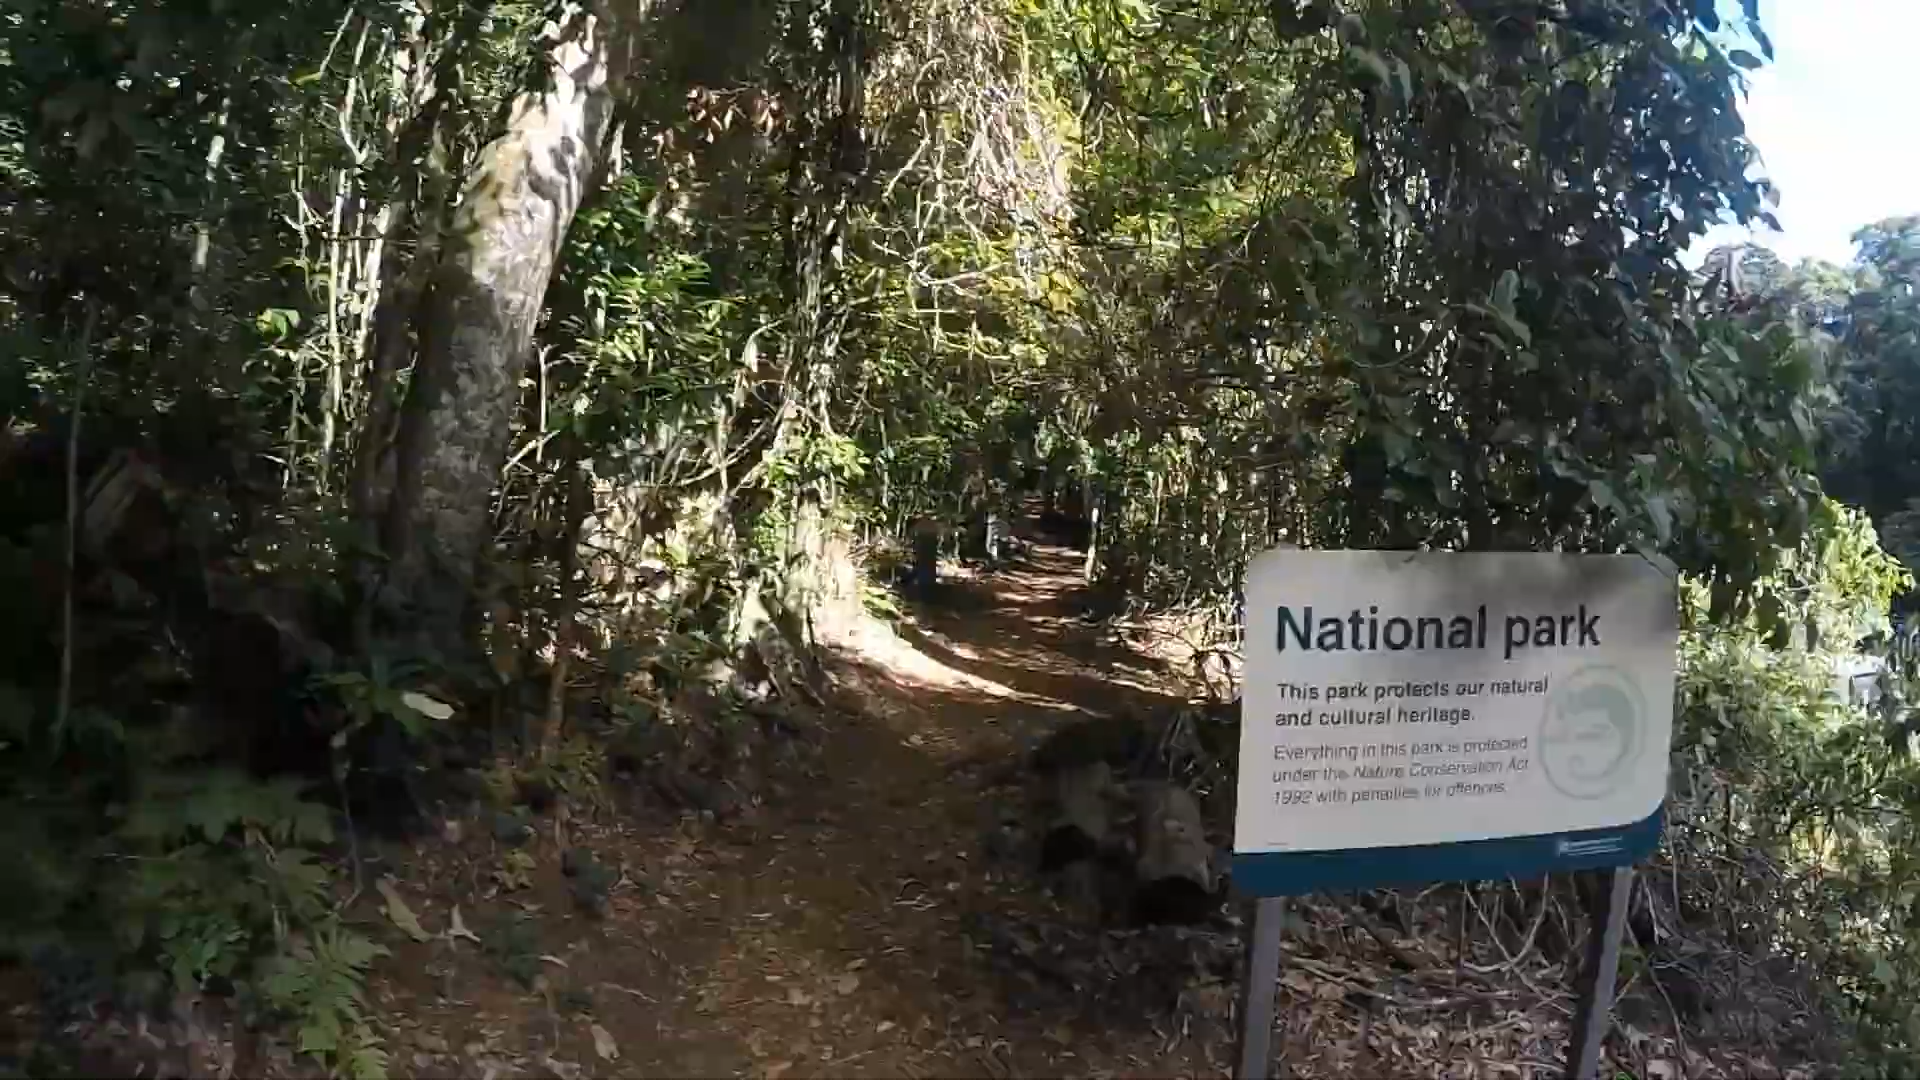 National park
This park protects our natural
and cultural heritage.
Everything in this park is protected
under the Nature Conservation Act
1992 with penalties for offences.